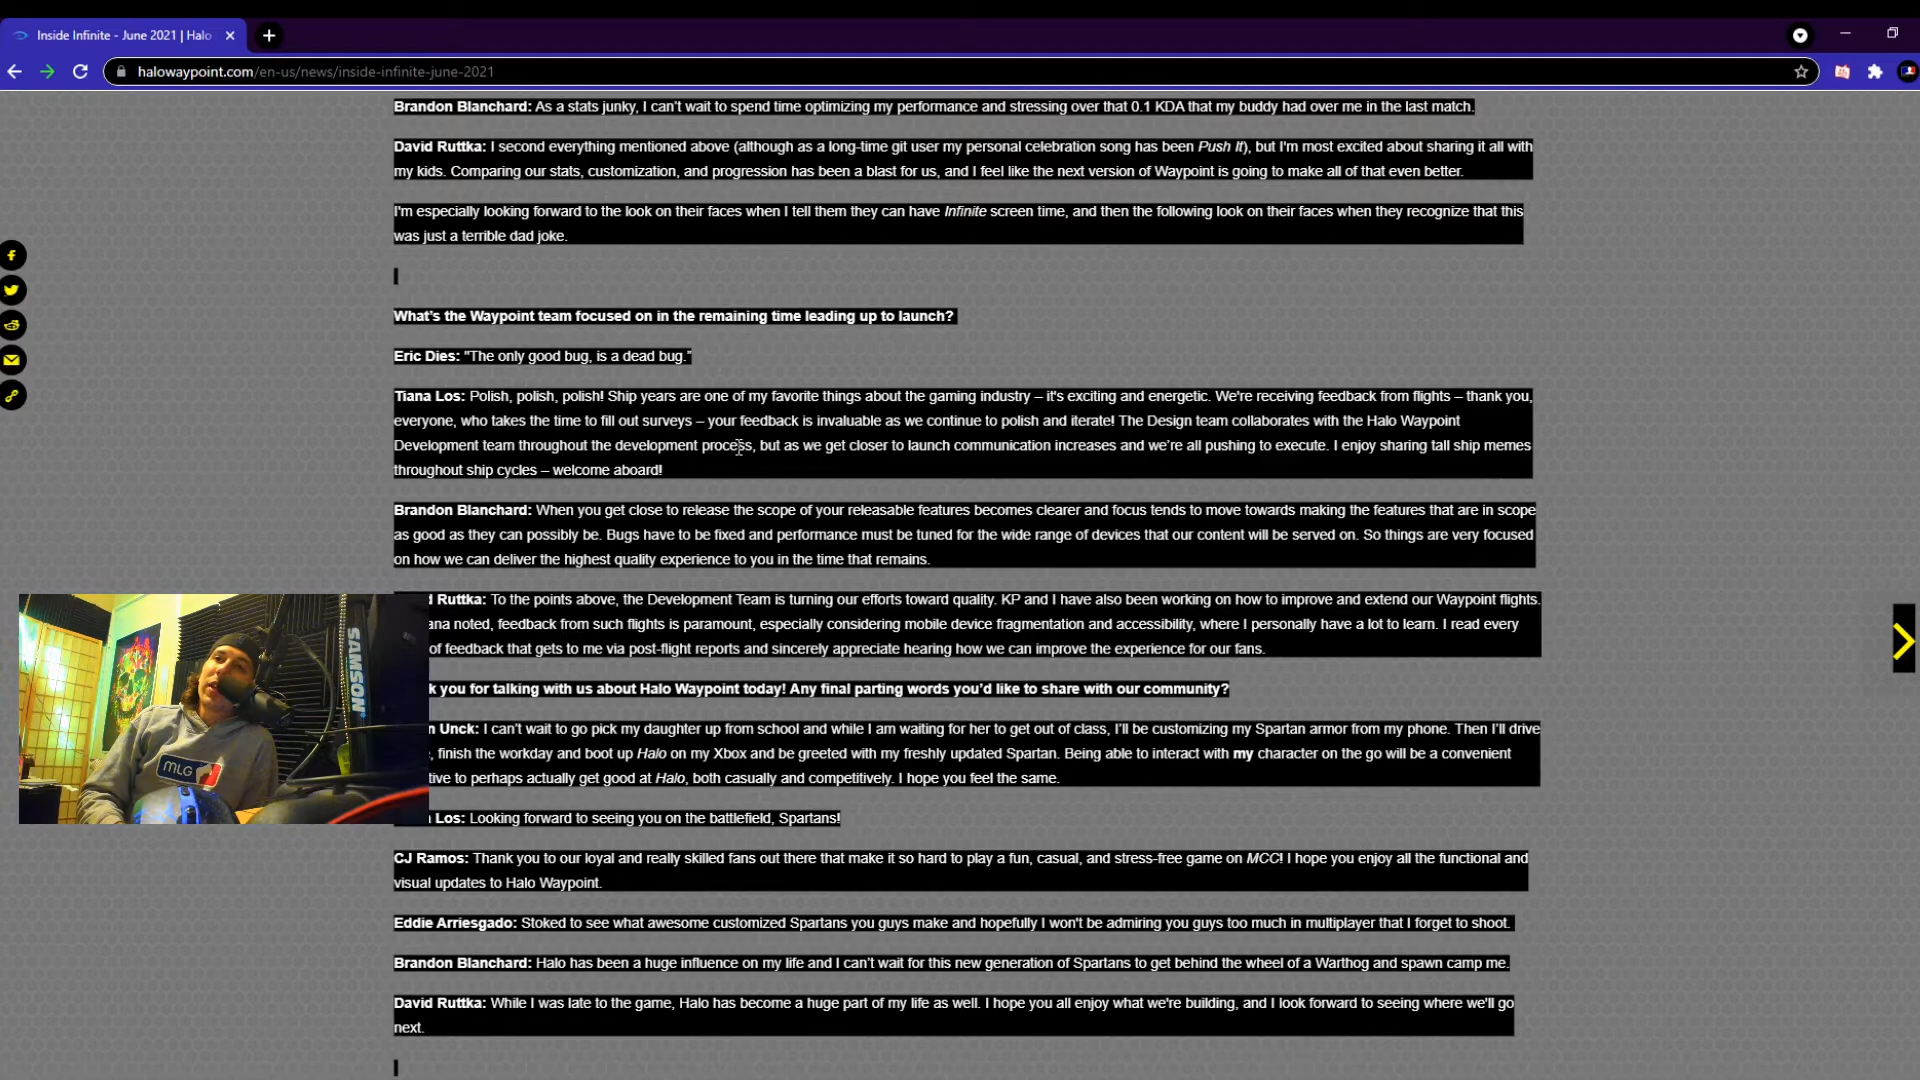 Inside Infinite - June 2021 | Halo
halowaypoint.com/en-us/news/inside-infinite-june-2021
Brandon Blanchard: As a stats junky, I can't wait to spend time optimizing my performance and stressing over that 0.1 KDA that my buddy had over me in the last match.
David Ruttka: I second everything mentioned above (although as a long-time git user my personal celebration song has been Push It), but I'm most excited about sharing it all with
my kids. Comparing our stats, customization, and progression has been a blast for us, and I feel like the next version of Waypoint is going to make all of that even better.
I'm especially looking forward to the look on their faces when I tell them they can have Infinite screen time, and then the following look on their faces when they recognize that this
was just a terrible dad joke.
What's the Waypoint team focused on in the remaining time leading up to launch?
Eric Dies: "The only good bug, is a dead bug."
Tiana Los: Polish, polish, polish! Ship years are one of my favorite things about the gaming industry – it's exciting and energetic. We're receiving feedback from flights – thank you,
everyone, who takes the time to fill out surveys – your feedback is invaluable as we continue to polish and iterate! The Design team collaborates with the Halo Waypoint
Development team throughout the development process, but as we get closer to launch communication increases and we're all pushing to execute. I enjoy sharing tall ship memes
throughout ship cycles – welcome aboard!
Brandon Blanchard: When you get close to release the scope of your releasable features becomes clearer and focus tends to move towards making the features that are in scope
as good as they can possibly be. Bugs have to be fixed and performance must be tuned for the wide range of devices that our content will be served on. So things are very focused
on how we can deliver the highest quality experience to you in the time that remains.
d Ruttka: To the points above, the Development Team is turning our efforts toward quality. KP and I have also been working on how to improve and extend our Waypoint flights.
ana noted, feedback from such flights is paramount, especially considering mobile device fragmentation and accessibility, where I personally have a lot to learn. I read every
of feedback that gets to me via post-flight reports and sincerely appreciate hearing how we can improve the experience for our fans.
k you for talking with us about Halo Waypoint today! Any final parting words you'd like to share with our community?
n Unck: I can't wait to go pick my daughter up from school and while I am waiting for her to get out of class, I'll be customizing my Spartan armor from my phone. Then I'll drive
, finish the workday and boot up Halo on my Xbox and be greeted with my freshly updated Spartan. Being able to interact with my character on the go will be a convenient
tive to perhaps actually get good at Halo, both casually and competitively. I hope you feel the same.
Los: Looking forward to seeing you on the battlefield, Spartans!
CJ Ramos: Thank you to our loyal and really skilled fans out there that make it so hard to play a fun, casual, and stress-free game on MCC! I hope you enjoy all the functional and
visual updates to Halo Waypoint.
Eddie Arriesgado: Stoked to see what awesome customized Spartans you guys make and hopefully I won't be admiring you guys too much in multiplayer that I forget to shoot.
Brandon Blanchard: Halo has been a huge influence on my life and I can't wait for this new generation of Spartans to get behind the wheel of a Warthog and spawn camp me.
David Ruttka: While I was late to the game, Halo has become a huge part of my life as well. I hope you all enjoy what we're building, and I look forward to seeing where we'll go
next.
SAMSON
MLG